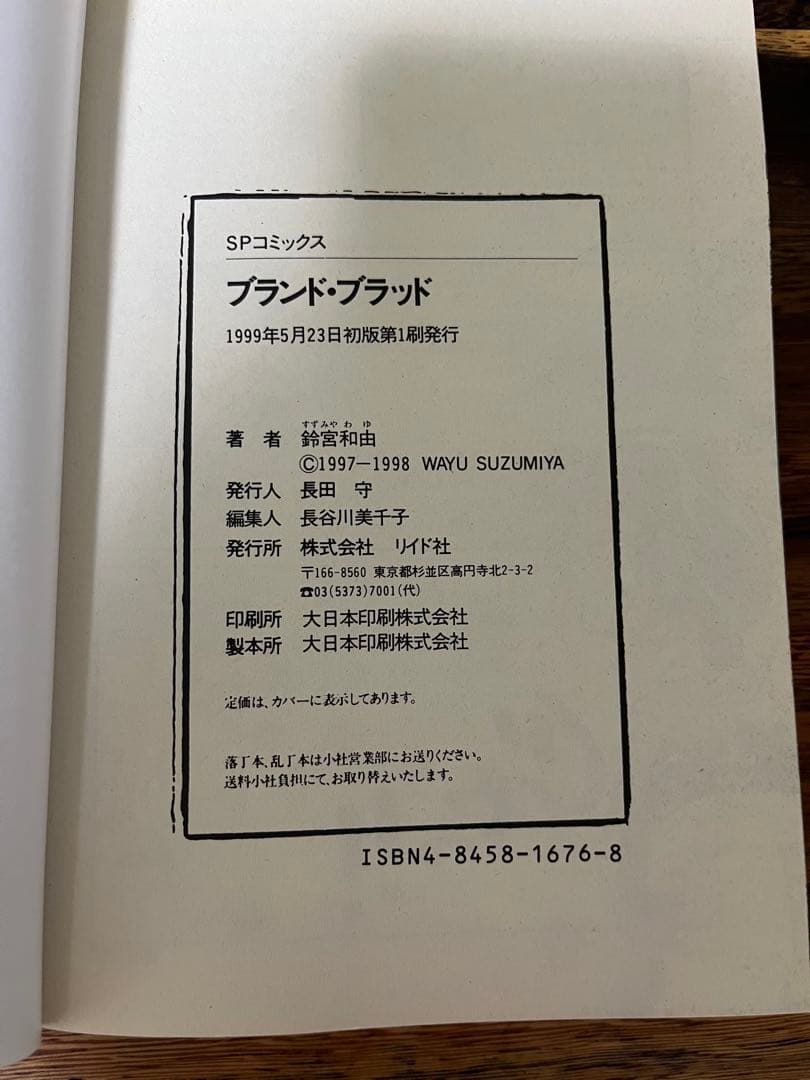 SPコミックス
ブランド・ブラッド
1999年5月23日初版第1刷発行
すずみや わ ゆ
著 者 鈴宮和由
©1997—1998 WAYU SUZUMIYA
発行人 長田 守
編集人 長谷川美千子
発行所 株式会社 リイド社
〒166-8560 東京都杉並区高円寺北2-3-2
☎03(5373)7001(代)
印刷所 大日本印刷株式会社
製本所 大日本印刷株式会社
定価は、カバーに表示してあります。
落丁本、乱丁本は小社営業部にお送りください。
送料小社負担にて、お取り替えいたします。
ISBN4-8458-1676-8